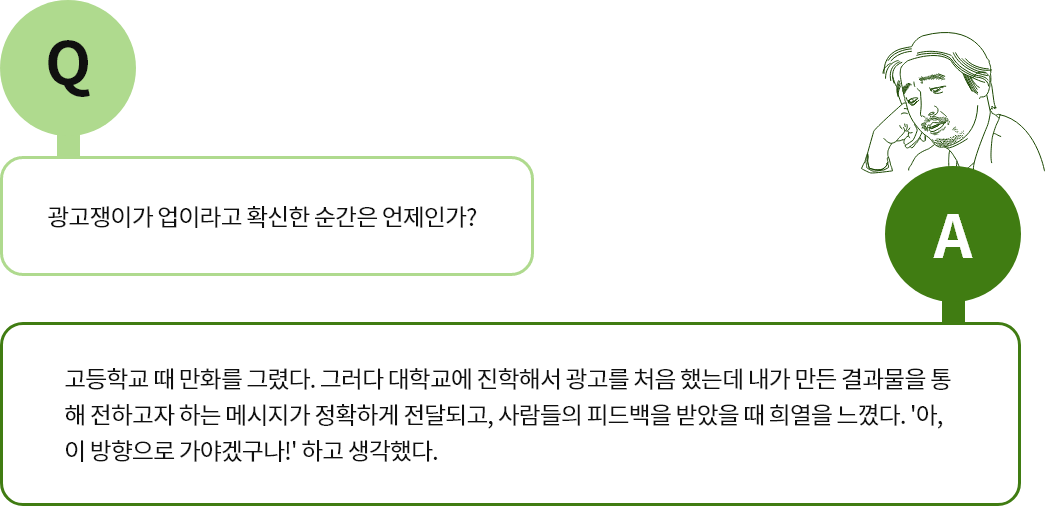 Q
광고쟁이가 업이라고 확신한 순간은 언제인가?
A
고등학교 때 만화를 그렸다. 그러다 대학교에 진학해서 광고를 처음 했는데 내가 만든 결과물을 통
해 전하고자 하는 메시지가 정확하게 전달되고, 사람들의 피드백을 받았을 때 희열을 느꼈다. '아,
이 방향으로 가야겠구나!' 하고 생각했다.